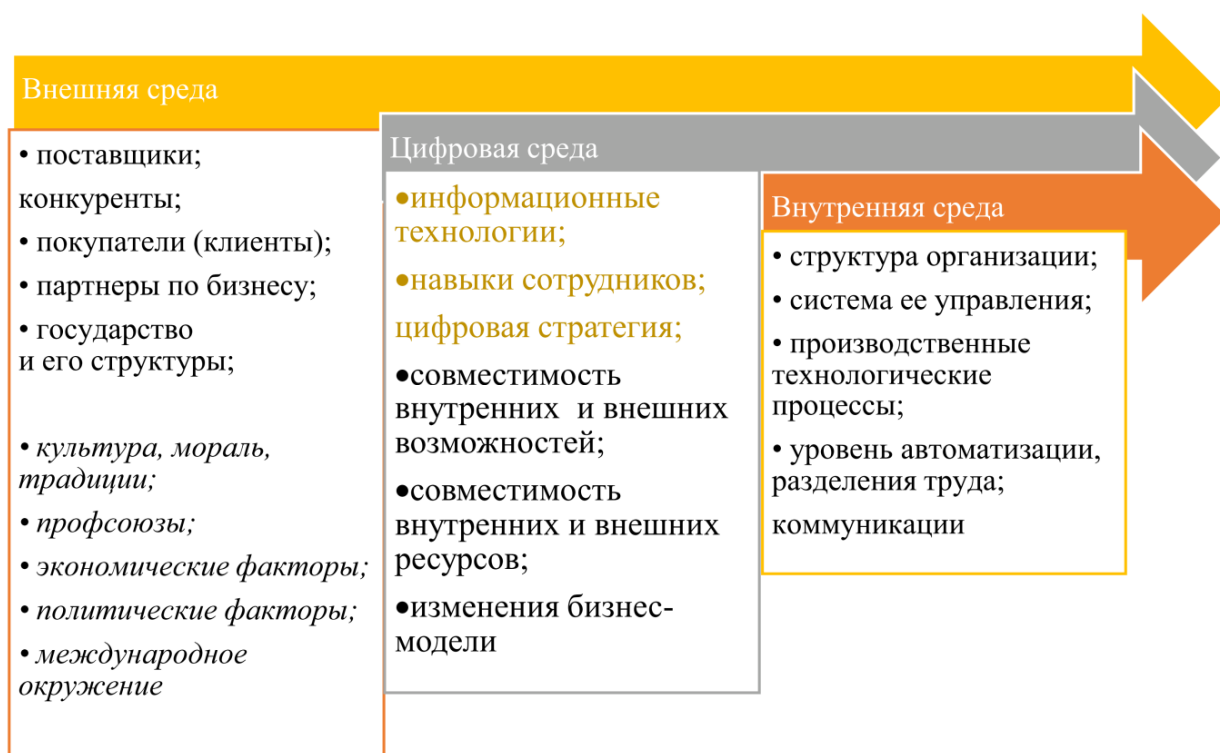 Внешняя среда
• поставщики;
конкуренты;
• покупатели (клиенты);
• партнеры по бизнесу;
• государство
и его структуры;
• культура, мораль,
традиции;
• профсоюзы;
• экономические факторы;
• политические факторы;
• международное
окружение
Цифровая среда
•информационные
технологии;
•навыки сотрудников;
цифровая стратегия;
•совместимость
внутренних и внешних
возможностей;
•совместимость
внутренних и внешних
ресурсов;
•изменения бизнес-
модели
Внутренняя среда
• структура организации;
• система ее управления;
• производственные
технологические
процессы;
• уровень автоматизации,
разделения труда;
коммуникации